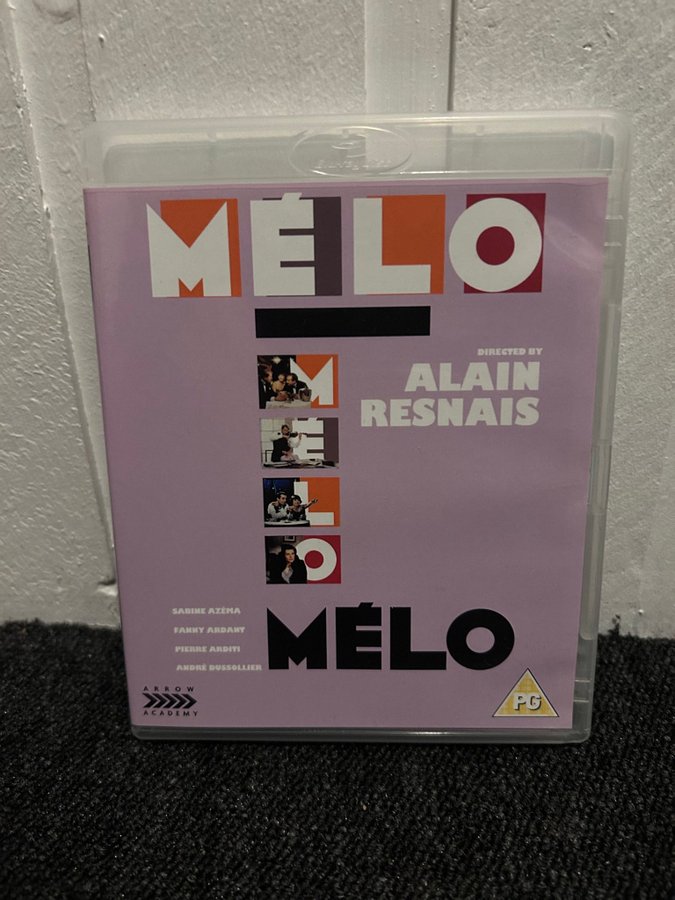 MÉLO
DIRECTED BY
ALAIN
RESNAIS
M
É
L
O
SABINE AZÉMA
FANNY ARDANT
PIERRE ARDITI
ANDRÉ DUSSOLLIER
MÉLO
ARROW
ACADEMY
PG